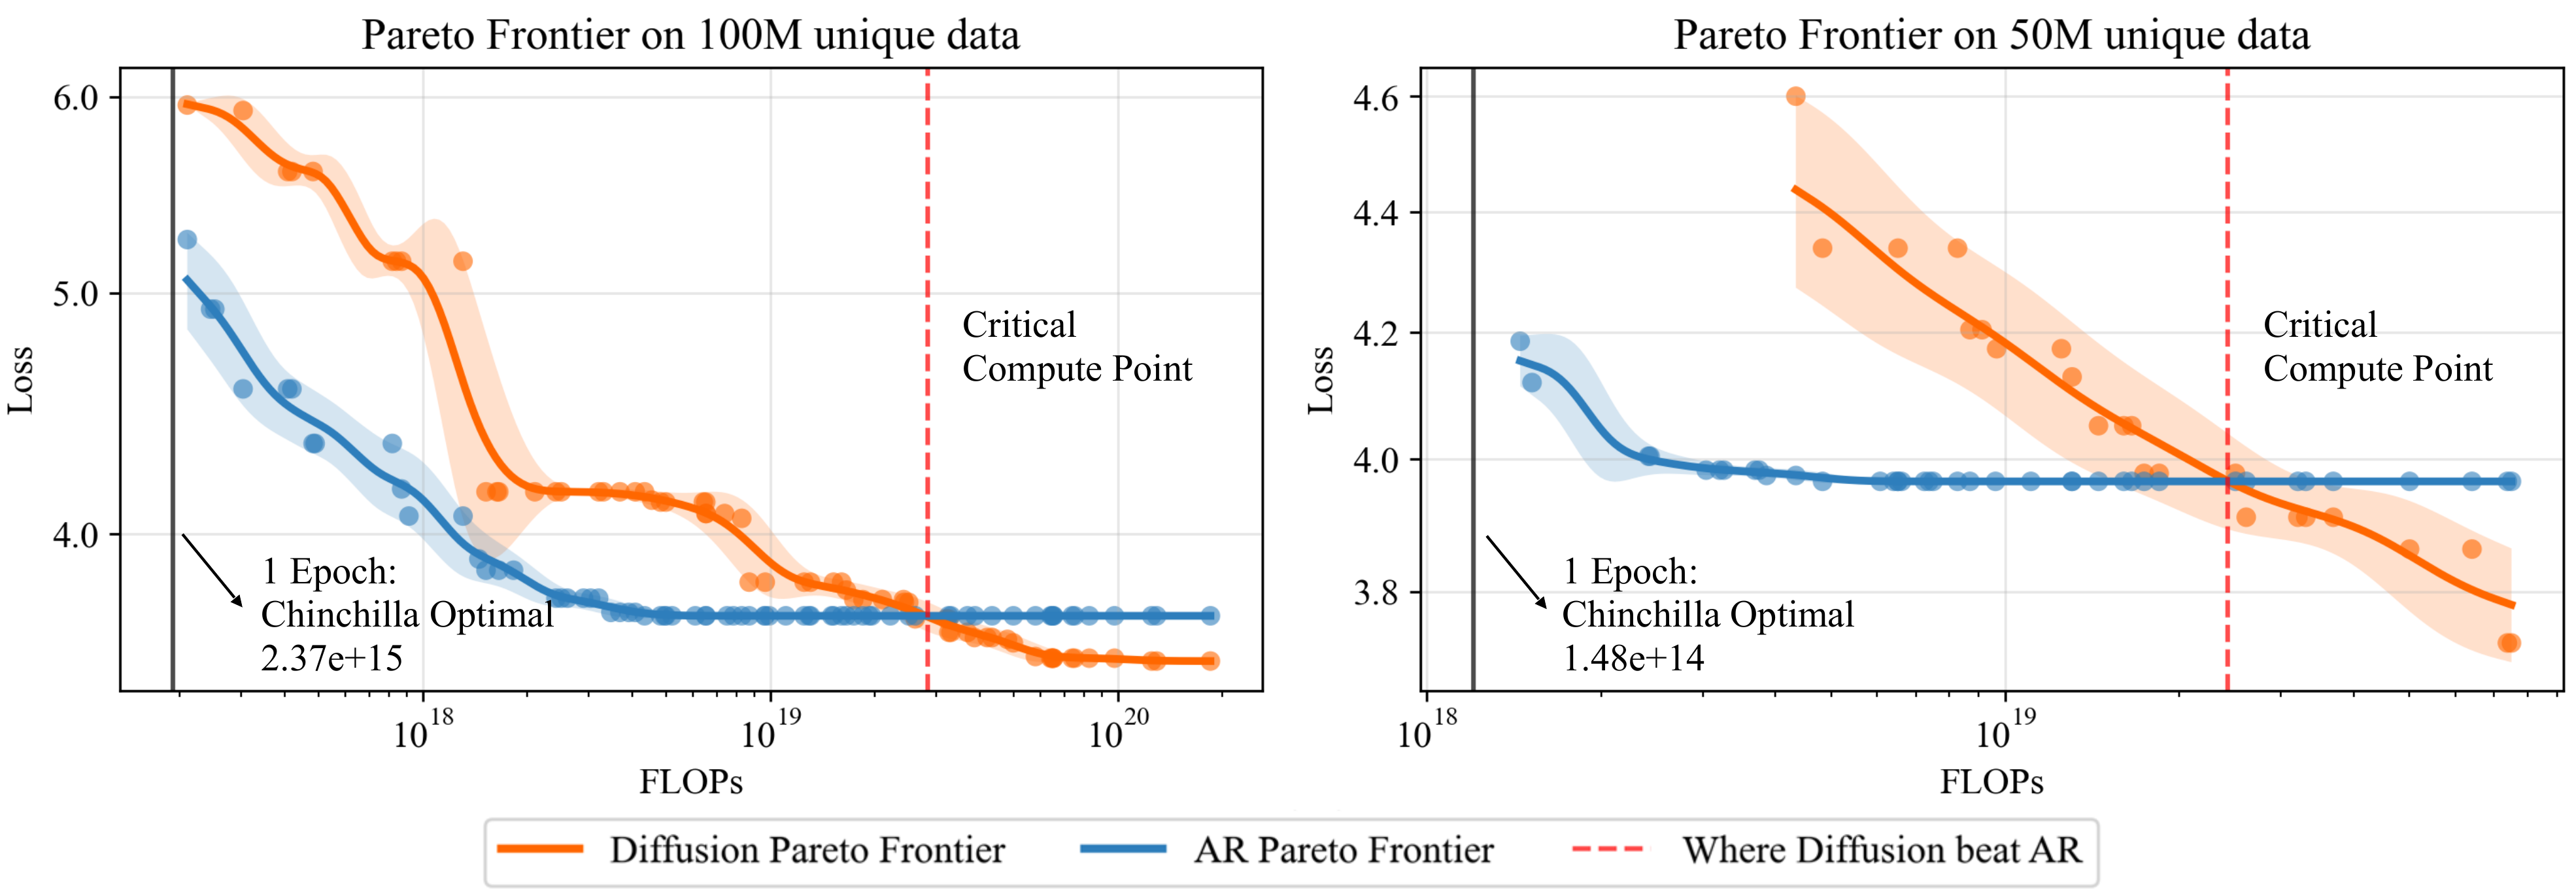 Pareto Frontier on 100M unique data
6.0
5.0
4.0
Loss
Critical
Compute Point
1 Epoch:
Chinchilla Optimal
2.37e+15
10^18
10^19
10^20
FLOPs
Pareto Frontier on 50M unique data
4.6
4.4
4.2
4.0
3.8
Loss
Critical
Compute Point
1 Epoch:
Chinchilla Optimal
1.48e+14
10^18
10^19
FLOPs
Diffusion Pareto Frontier
AR Pareto Frontier
Where Diffusion beat AR